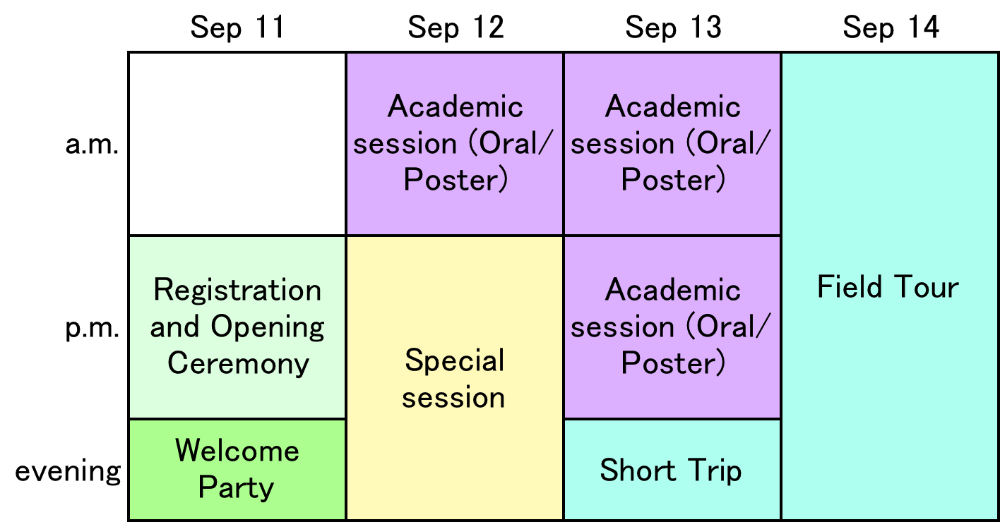 Sep 11
Sep 12
Sep 13
Sep 14
a.m.
Academic
session (Oral/
Poster)
Academic
session (Oral/
Poster)
p.m.
Registration
and Opening
Ceremony
Special
session
Academic
session (Oral/
Poster)
Field Tour
evening
Welcome
Party
Short Trip